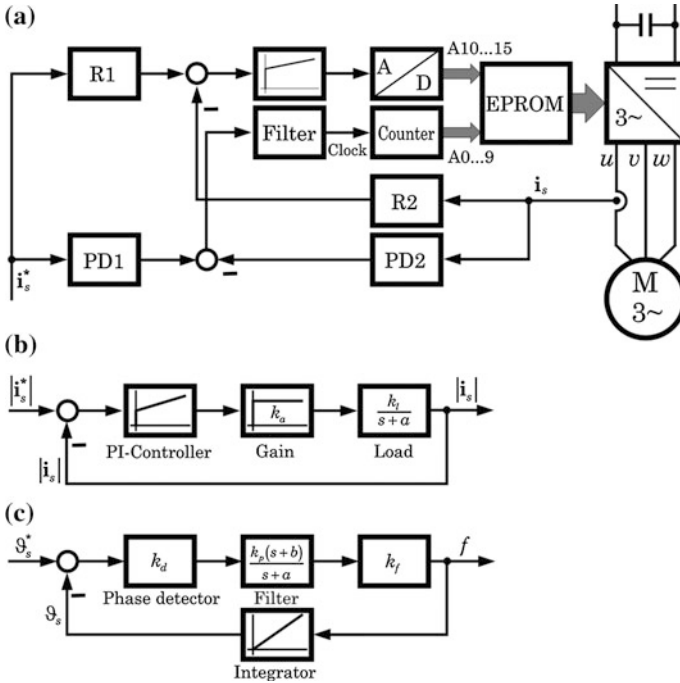 (a)
R1
A
D
A10...15
EPROM
3~
u v w
Filter
Clock
Counter
A0...9
R2
i_s
i_s^*
PD1
PD2
M
3~
(b)
|i_s^*|
k_a
k_l
s+a
|i_s|
PI-Controller
Gain
Load
|i_s|
(c)
ϑ_s^*
k_d
k_p(s+b)
s+a
k_f
f
Phase detector
Filter
ϑ_s
Integrator